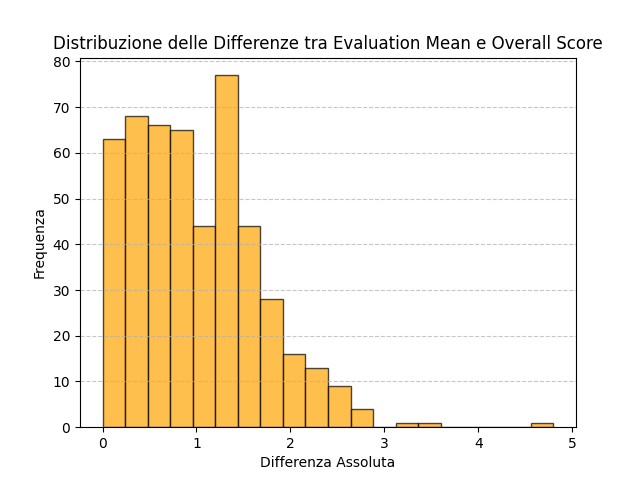 Distribuzione delle Differenze tra Evaluation Mean e Overall Score
80
70
60
50
40
30
20
10
0
Frequenza
0 1 2 3 4 5
Differenza Assoluta